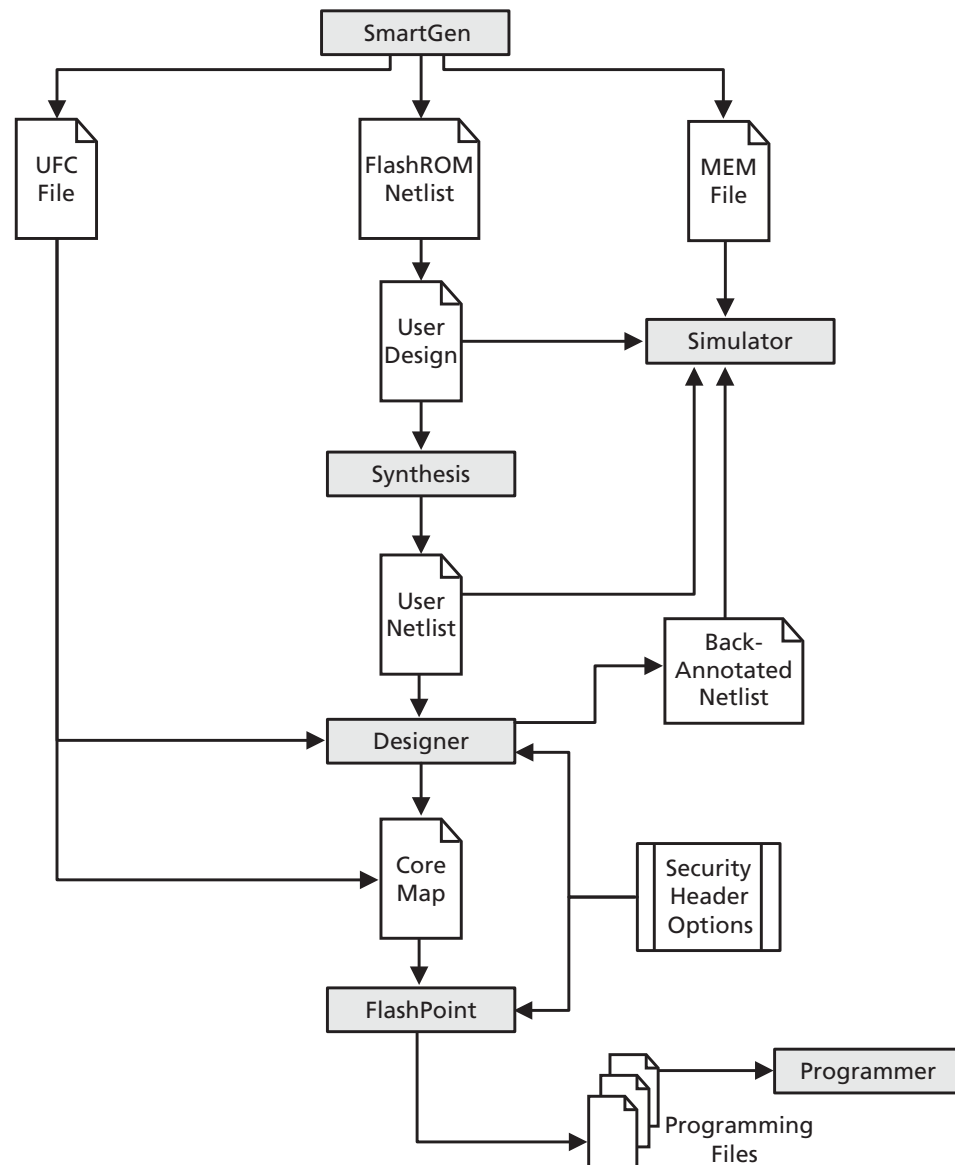 SmartGen
UFC
File
FlashROM
Netlist
MEM
File
User
Design
Simulator
Synthesis
User
Netlist
Back-
Annotated
Netlist
Designer
Core
Map
Security
Header
Options
FlashPoint
Programmer
Programming
Files